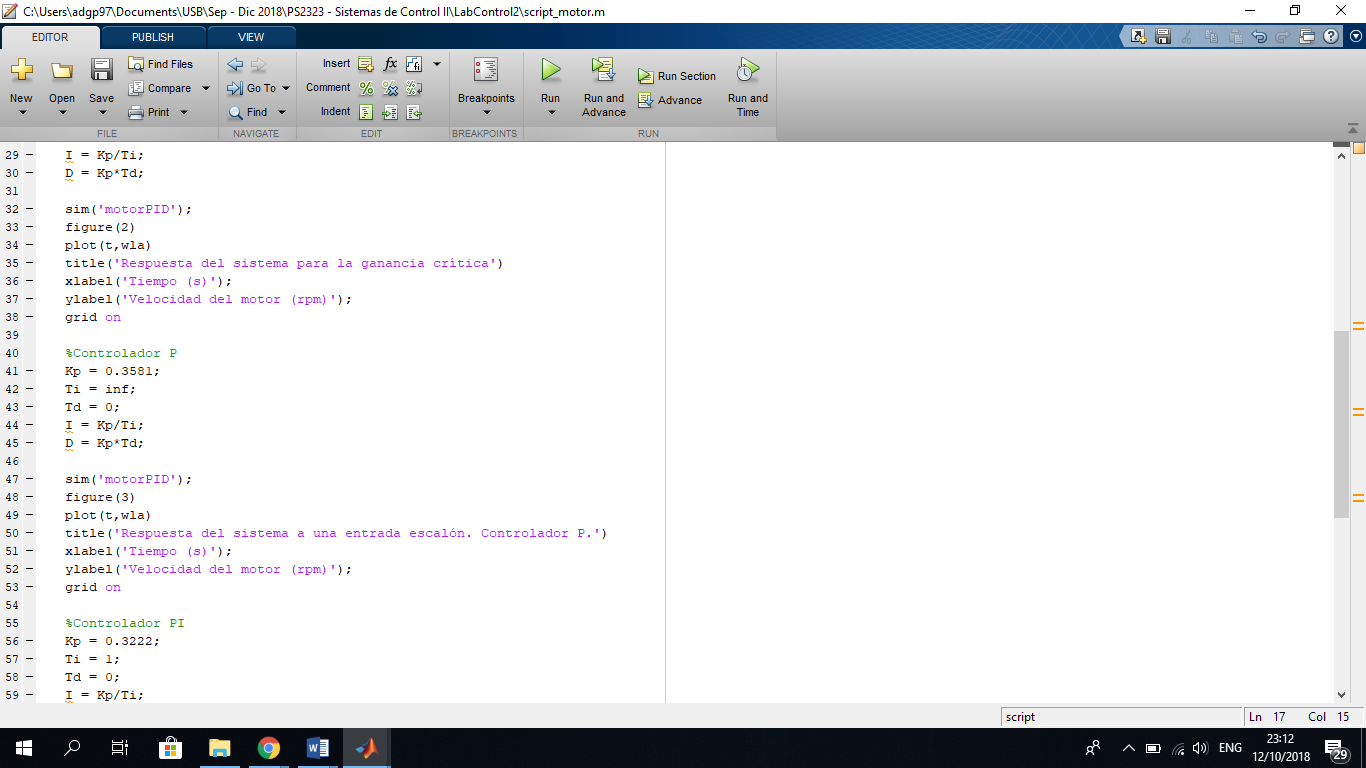 C:\Users\adgp97\Documents\USB\Sep - Dic 2018\PS2323 - Sistemas de Control II\LabControl2\script_motor.m
EDITOR PUBLISH VIEW
New Open Save Find Files Compare Print
FILE
Go To Find
NAVIGATE
Insert fx
Comment
Indent
EDIT
Breakpoints
BREAKPOINTS
Run Run and Advance Run Section Advance Run and Time
RUN
29 – I = Kp/Ti;
30 – D = Kp*Td;
31
32 – sim('motorPID');
33 – figure(2)
34 – plot(t,wla)
35 – title('Respuesta del sistema para la ganancia crítica')
36 – xlabel('Tiempo (s)');
37 – ylabel('Velocidad del motor (rpm)');
38 – grid on
39
40 %Controlador P
41 – Kp = 0.3581;
42 – Ti = inf;
43 – Td = 0;
44 – I = Kp/Ti;
45 – D = Kp*Td;
46
47 – sim('motorPID');
48 – figure(3)
49 – plot(t,wla)
50 – title('Respuesta del sistema a una entrada escalón. Controlador P.')
51 – xlabel('Tiempo (s)');
52 – ylabel('Velocidad del motor (rpm)');
53 – grid on
54
55 %Controlador PI
56 – Kp = 0.3222;
57 – Ti = 1;
58 – Td = 0;
59 – I = Kp/Ti;
script Ln 17 Col 15
ENG
23:12
12/10/2018
29